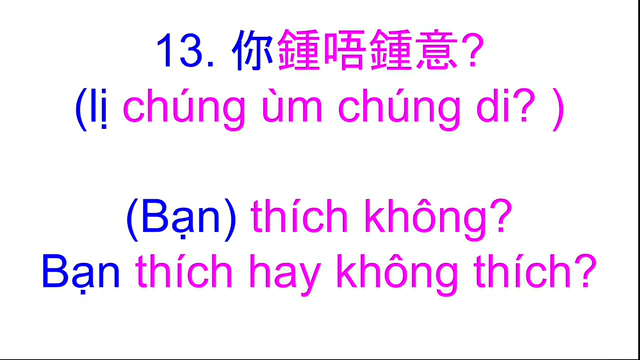 13. 你鍾唔鍾意?
(lị chúng ùm chúng di? )
(Bạn) thích không?
Bạn thích hay không thích?